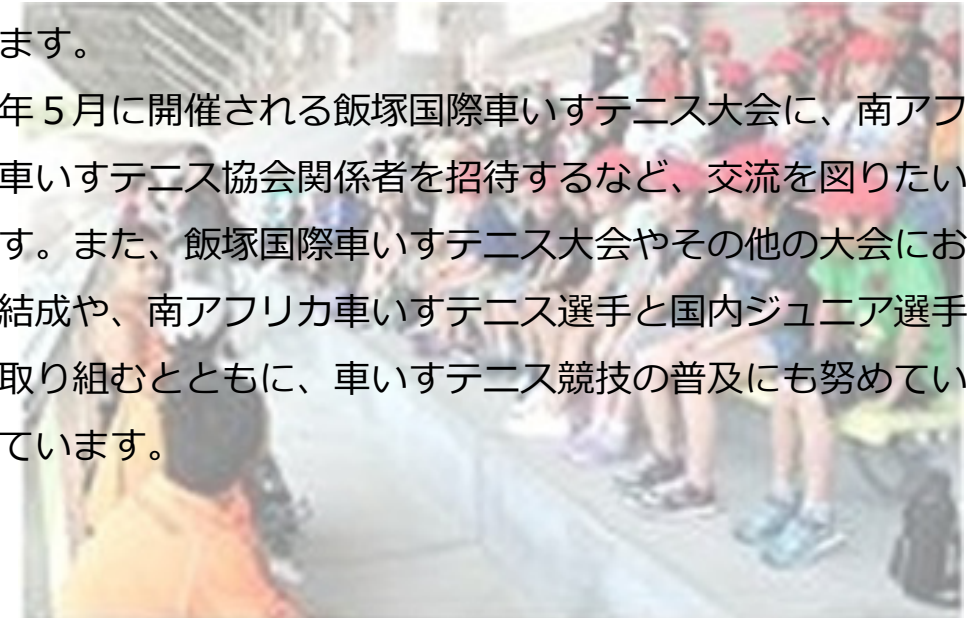 ます。
年５月に開催される飯塚国際車いすテニス大会に、南アフ
車いすテニス協会関係者を招待するなど、交流を図りたい
す。また、飯塚国際車いすテニス大会やその他の大会にお
結成や、南アフリカ車いすテニス選手と国内ジュニア選手
取り組むとともに、車いすテニス競技の普及にも努めてい
ています。